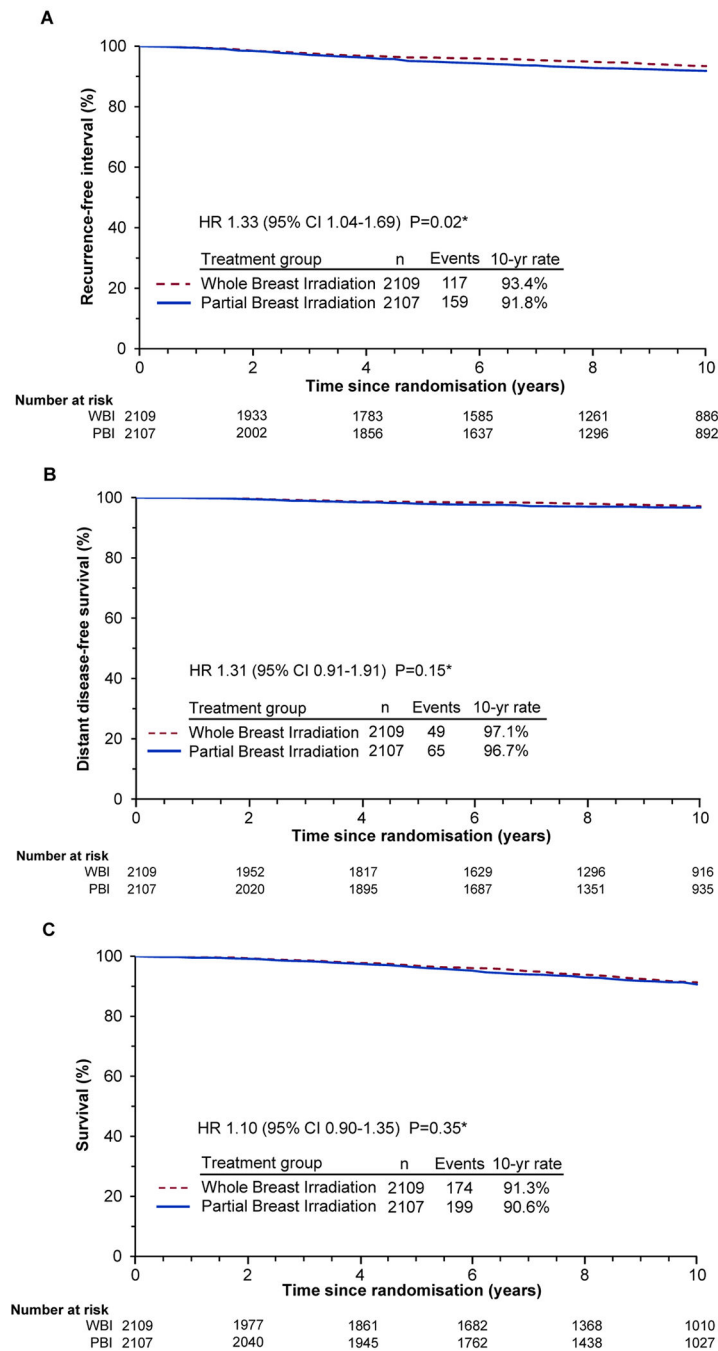 A
Recurrence-free interval (%)
100
80
60
40
20
0
HR 1.33 (95% CI 1.04-1.69) P=0.02*
Treatment group n Events 10-yr rate
Whole Breast Irradiation 2109 117 93.4%
Partial Breast Irradiation 2107 159 91.8%
0 2 4 6 8 10
Time since randomisation (years)
Number at risk
WBI 2109 1933 1783 1585 1261 886
PBI 2107 2002 1856 1637 1296 892
B
Distant disease-free survival (%)
100
80
60
40
20
0
HR 1.31 (95% CI 0.91-1.91) P=0.15*
Treatment group n Events 10-yr rate
Whole Breast Irradiation 2109 49 97.1%
Partial Breast Irradiation 2107 65 96.7%
0 2 4 6 8 10
Time since randomisation (years)
Number at risk
WBI 2109 1952 1817 1629 1296 916
PBI 2107 2020 1895 1687 1351 935
C
Survival (%)
100
80
60
40
20
0
HR 1.10 (95% CI 0.90-1.35) P=0.35*
Treatment group n Events 10-yr rate
Whole Breast Irradiation 2109 174 91.3%
Partial Breast Irradiation 2107 199 90.6%
0 2 4 6 8 10
Time since randomisation (years)
Number at risk
WBI 2109 1977 1861 1682 1368 1010
PBI 2107 2040 1945 1762 1438 1027